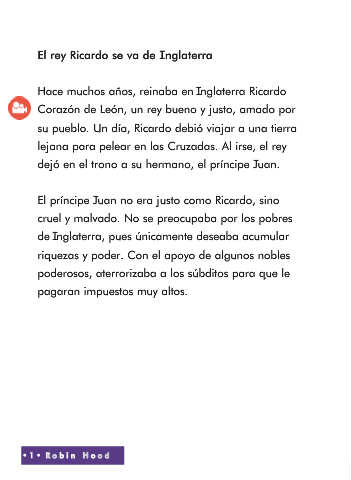 El rey Ricardo se va de Inglaterra
Hace muchos años, reinaba en Inglaterra Ricardo
Corazón de León, un rey bueno y justo, amado por
su pueblo. Un día, Ricardo debió viajar a una tierra
lejana para pelear en las Cruzadas. Al irse, el rey
dejó en el trono a su hermano, el príncipe Juan.
El príncipe Juan no era justo como Ricardo, sino
cruel y malvado. No se preocupaba por los pobres
de Inglaterra, pues únicamente deseaba acumular
riquezas y poder. Con el apoyo de algunos nobles
poderosos, aterrorizaba a los súbditos para que le
pagaran impuestos muy altos.
•1• Robin Hood